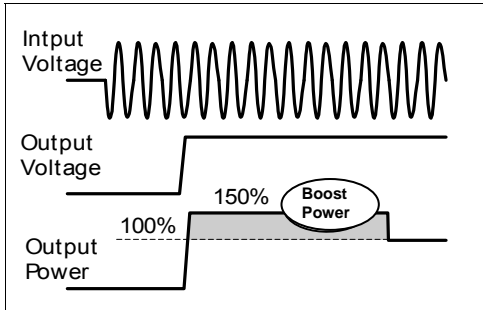 Intput
Voltage
Output
Voltage
150%
Boost
Power
100%
Output
Power